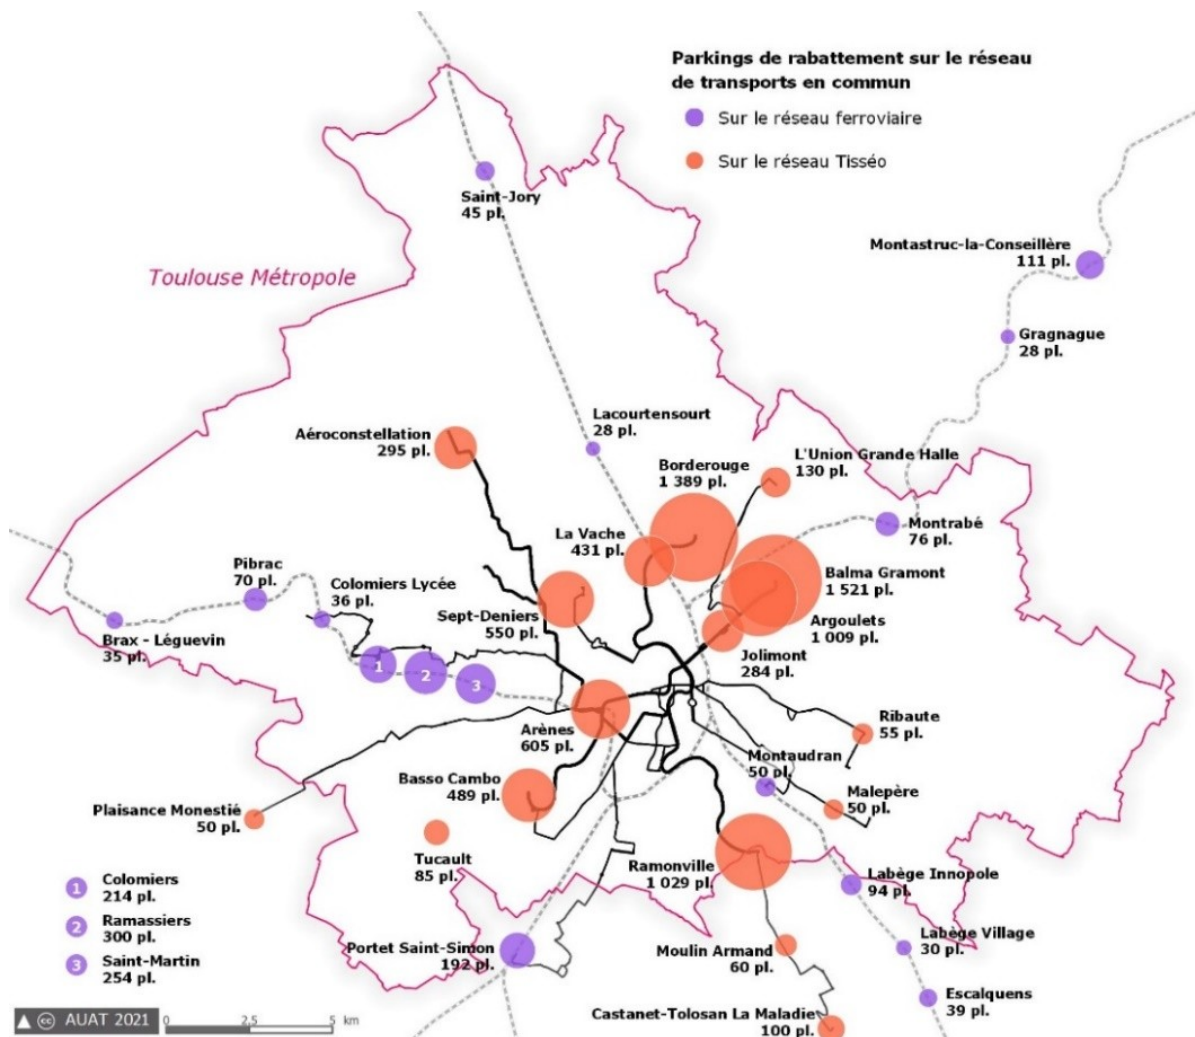 Parkings de rabattement sur le réseau
de transports en commun
Sur le réseau ferroviaire
Sur le réseau Tisséo
Saint-Jory
45 pl.
Montastruc-la-Conseillère
111 pl.
Toulouse Métropole
Gragnague
28 pl.
Lacourtensourt
28 pl.
Aéroconstellation
295 pl.
L'Union Grande Halle
130 pl.
Borderouge
1 389 pl.
Montrabé
76 pl.
La Vache
431 pl.
Pibrac
70 pl.
Colomiers Lycée
36 pl.
Balma Gramont
1 521 pl.
Sept-Deniers
550 pl.
Argoulets
1 009 pl.
Brax - Léguevin
35 pl.
Jolimont
284 pl.
1
2
3
Arènes
605 pl.
Ribaute
55 pl.
Montaudran
50 pl.
Basso Cambo
489 pl.
Malepère
50 pl.
Plaisance Monestié
50 pl.
Tucault
85 pl.
Ramonville
1 029 pl.
Labège Innopole
94 pl.
1 Colomiers
214 pl.
2 Ramassiers
300 pl.
3 Saint-Martin
254 pl.
Portet Saint-Simon
192 pl.
Moulin Armand
60 pl.
Labège Village
30 pl.
Escalquens
39 pl.
Castanet-Tolosan La Maladie
100 pl.
cc AUAT 2021
0 2,5 5 km